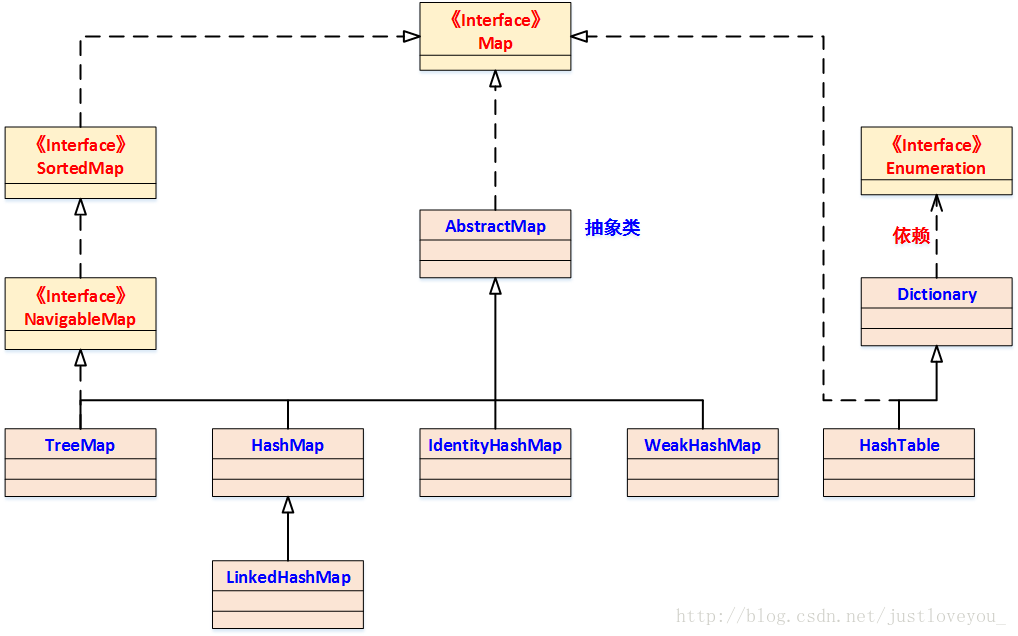 《Interface》
Map
《Interface》
SortedMap
《Interface》
Enumeration
AbstractMap
抽象类
依赖
《Interface》
NavigableMap
Dictionary
TreeMap
HashMap
IdentityHashMap
WeakHashMap
HashTable
LinkedHashMap
http://blog.csdn.net/justloveyou_